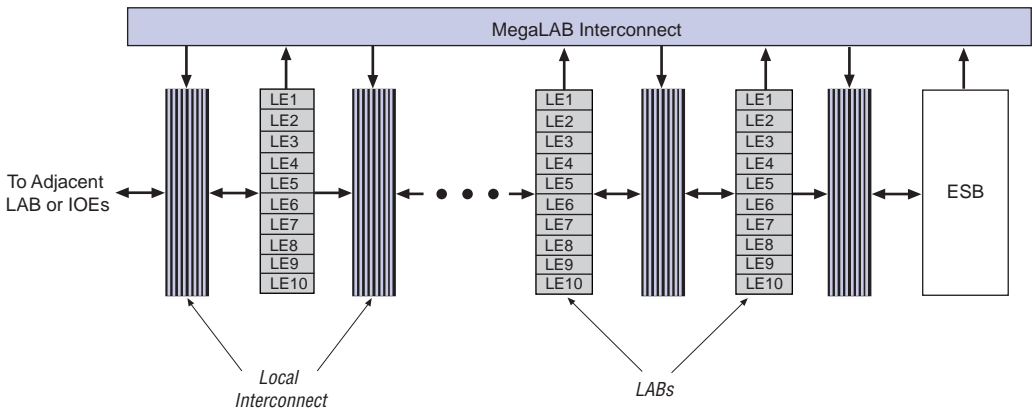 MegaLAB Interconnect
LE1
LE2
LE3
LE4
LE5
LE6
LE7
LE8
LE9
LE10
LE1
LE2
LE3
LE4
LE5
LE6
LE7
LE8
LE9
LE10
LE1
LE2
LE3
LE4
LE5
LE6
LE7
LE8
LE9
LE10
To Adjacent
LAB or IOEs
ESB
Local
Interconnect
LABs